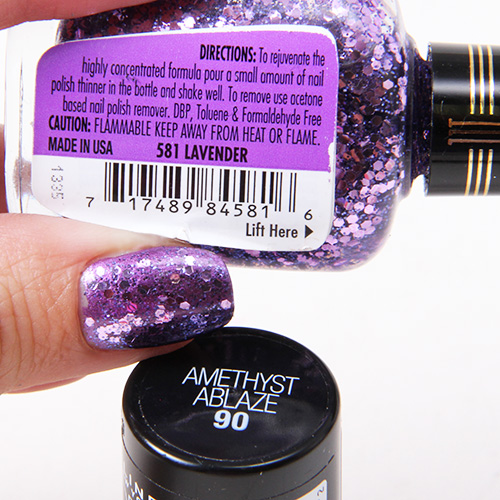 DIRECTIONS: To rejuvenate the
highly concentrated formula pour a small amount of nail
polish thinner in the bottle and shake well. To remove use acetone
based nail polish remover. DBP, Toluene & Formaldehyde Free
CAUTION: FLAMMABLE KEEP AWAY FROM HEAT OR FLAME.
MADE IN USA 581 LAVENDER
1335
7 17489 84581 6
Lift Here
AMETHYST
ABLAZE
90